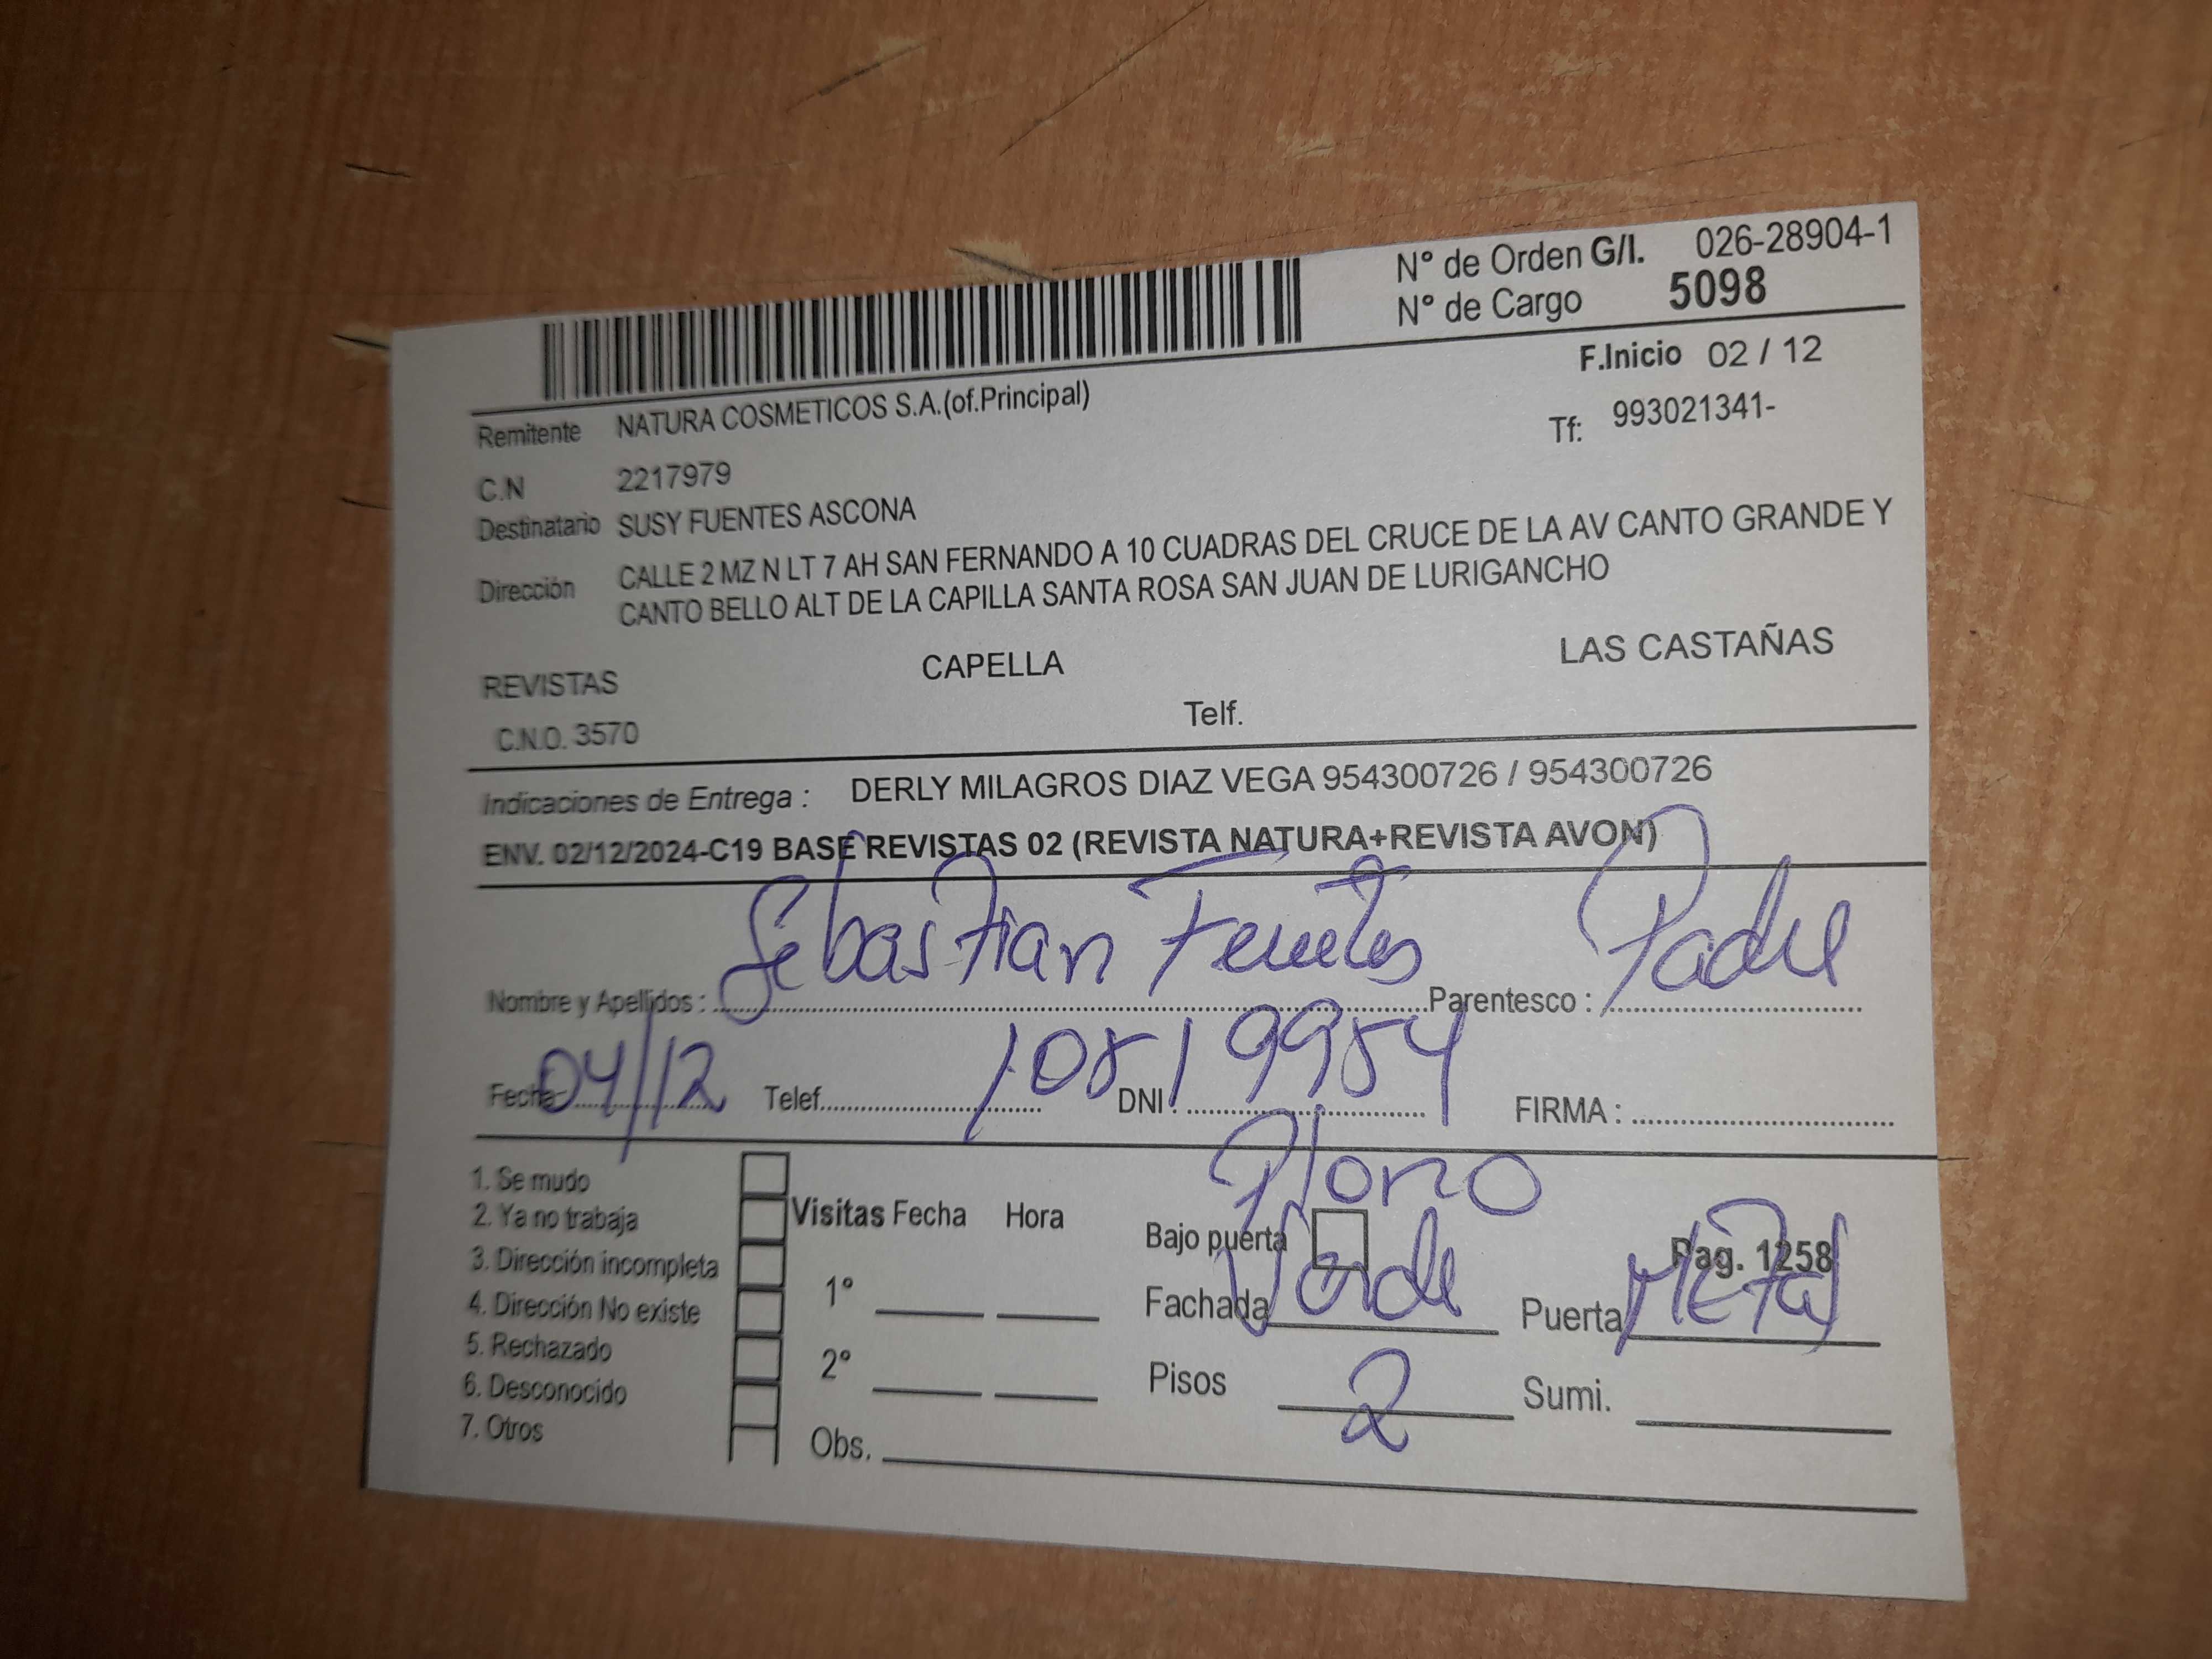 N° de Orden G/I. 026-28904-1
N° de Cargo 5098
F.Inicio 02 / 12
Remitente NATURA COSMETICOS S.A.(of.Principal)
Tf: 993021341-
C.N 2217979
Destinatario SUSY FUENTES ASCONA
Dirección CALLE 2 MZ N LT 7 AH SAN FERNANDO A 10 CUADRAS DEL CRUCE DE LA AV CANTO GRANDE Y
CANTO BELLO ALT DE LA CAPILLA SANTA ROSA SAN JUAN DE LURIGANCHO
REVISTAS CAPELLA LAS CASTAÑAS
C.N.O. 3570 Telf.
Indicaciones de Entrega : DERLY MILAGROS DIAZ VEGA 954300726 / 954300726
ENV. 02/12/2024-C19 BASE REVISTAS 02 (REVISTA NATURA+REVISTA AVON)
Nombre y Apellidos : Sebastian Fuentes Parentesco : Padre
Fecha 04/12 Telef. DNI : 10819984 FIRMA :
Plomo
1. Se mudo
2. Ya no trabaja
3. Dirección incompleta
4. Dirección No existe
5. Rechazado
6. Desconocido
7. Otros
Visitas Fecha Hora
1°
2°
Obs.
Bajo puerta Pag. 1258
Fachada Verde Puerta Metal
Pisos 2 Sumi.